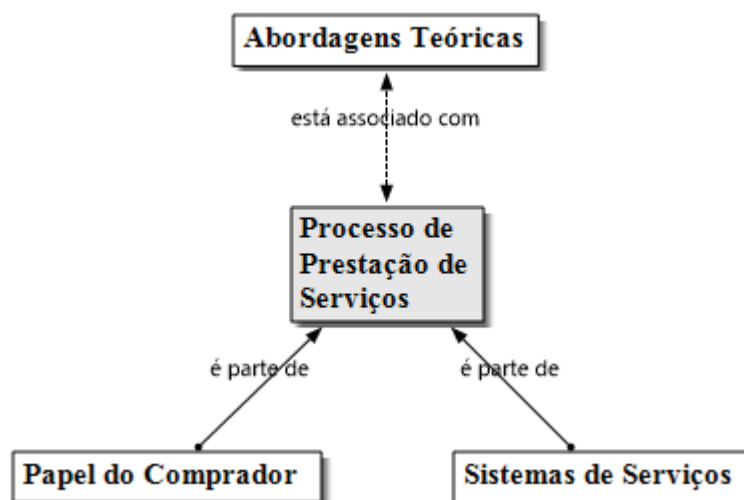 Abordagens Teóricas
está associado com
Processo de
Prestação de
Serviços
é parte de
é parte de
Papel do Comprador
Sistemas de Serviços